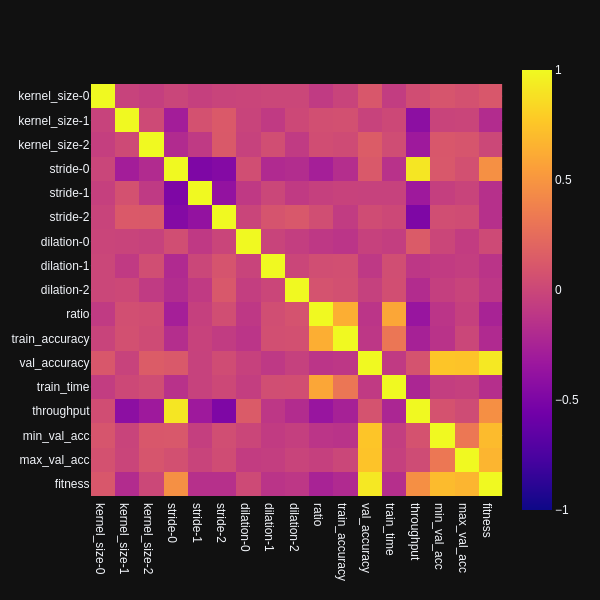 kernel_size-0
kernel_size-1
kernel_size-2
stride-0
stride-1
stride-2
dilation-0
dilation-1
dilation-2
ratio
train_accuracy
val_accuracy
train_time
throughput
min_val_acc
max_val_acc
fitness
kernel_size-0
kernel_size-1
kernel_size-2
stride-0
stride-1
stride-2
dilation-0
dilation-1
dilation-2
ratio
train_accuracy
val_accuracy
train_time
throughput
min_val_acc
max_val_acc
fitness
1
0.5
0
−0.5
−1